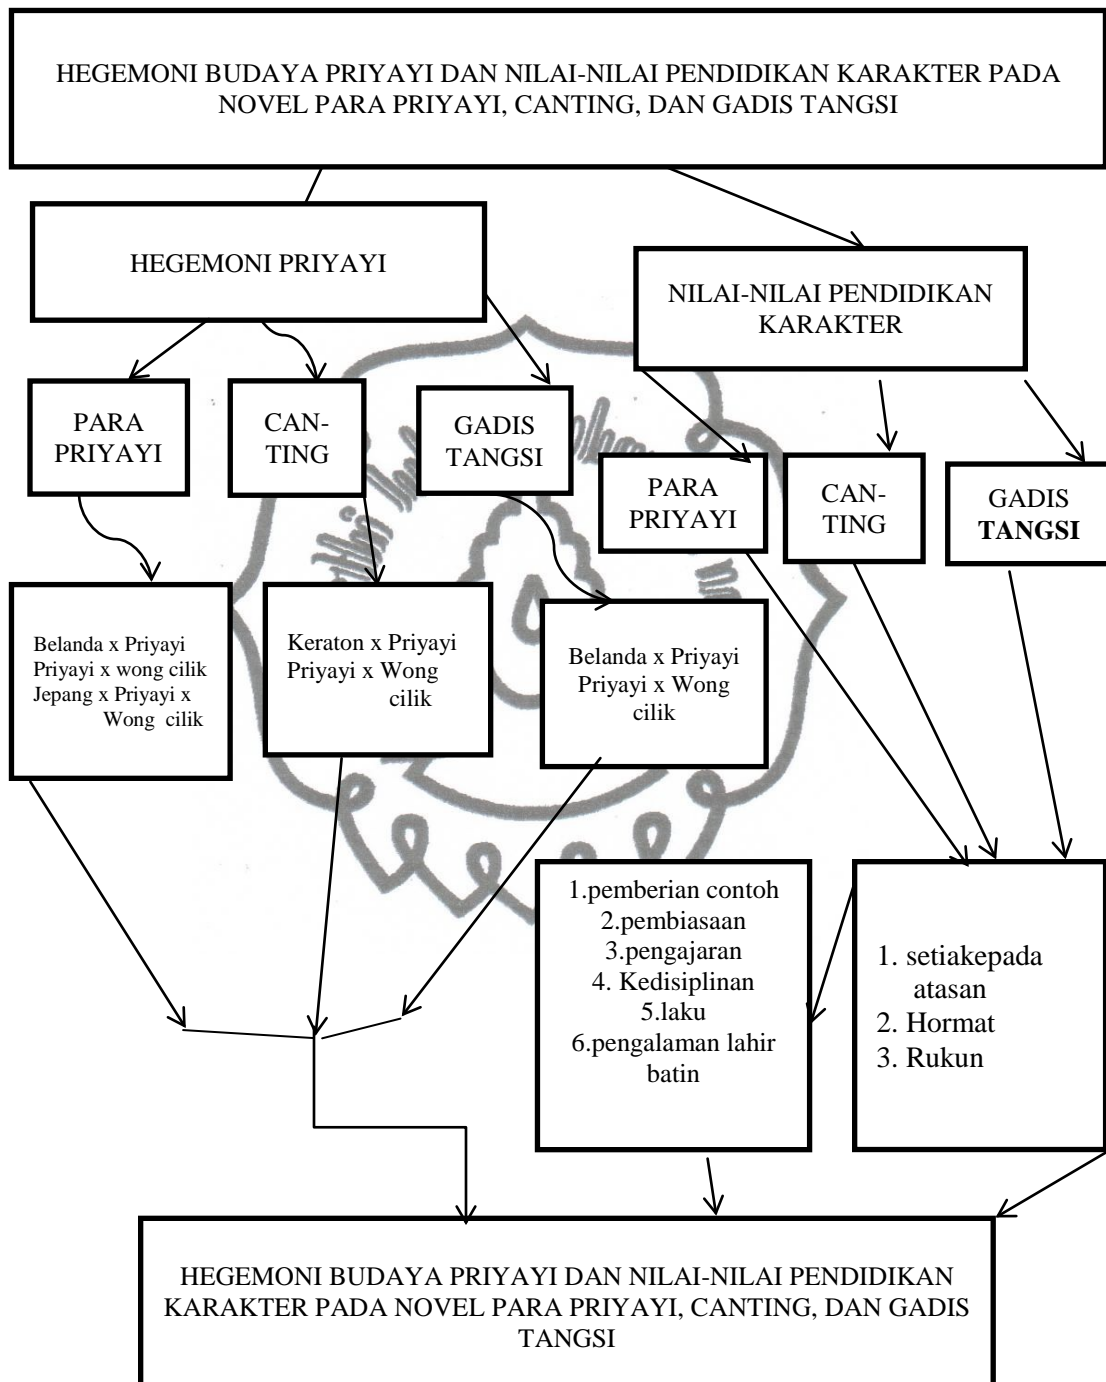 HEGEMONI BUDAYA PRIYAYI DAN NILAI-NILAI PENDIDIKAN KARAKTER PADA
NOVEL PARA PRIYAYI, CANTING, DAN GADIS TANGSI
HEGEMONI PRIYAYI
NILAI-NILAI PENDIDIKAN
KARAKTER
PARA
PRIYAYI
CAN-
TING
GADIS
TANGSI
PARA
PRIYAYI
CAN-
TING
GADIS
TANGSI
Belanda x Priyayi
Priyayi x wong cilik
Jepang x Priyayi x
Wong cilik
Keraton x Priyayi
Priyayi x Wong
cilik
Belanda x Priyayi
Priyayi x Wong
cilik
1.pemberian contoh
2.pembiasaan
3.pengajaran
4. Kedisiplinan
5.laku
6.pengalaman lahir
batin
1. setiakepada
atasan
2. Hormat
3. Rukun
HEGEMONI BUDAYA PRIYAYI DAN NILAI-NILAI PENDIDIKAN
KARAKTER PADA NOVEL PARA PRIYAYI, CANTING, DAN GADIS
TANGSI